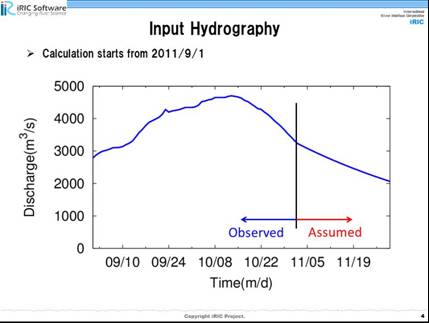 iRIC Software
Changing River Science
International
River Interface Cooperative
iRIC
Input Hydrography
➢ Calculation starts from 2011/9/1
Discharge(m³/s)
5000
4000
3000
2000
1000
0
Observed
Assumed
09/10 09/24 10/08 10/22 11/05 11/19
Time(m/d)
Copyright iRIC Project.
4